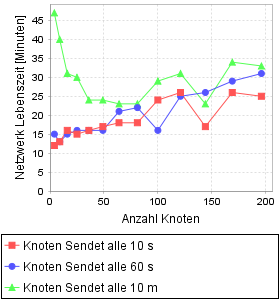 Netzwerk Lebenszeit [Minuten]
45
40
35
30
25
20
15
10
5
0
0 50 100 150 200
Anzahl Knoten
Knoten Sendet alle 10 s
Knoten Sendet alle 60 s
Knoten Sendet alle 10 m